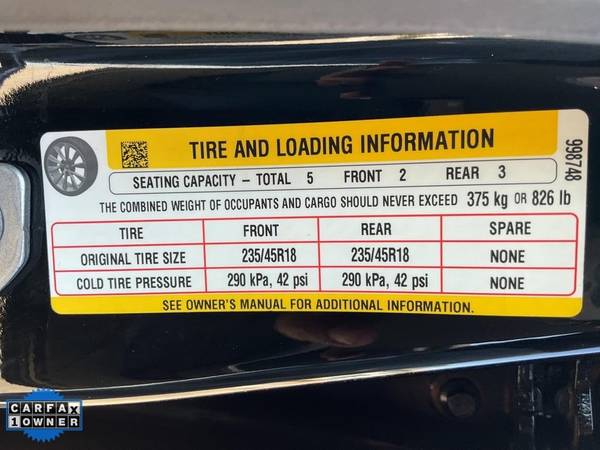 TIRE AND LOADING INFORMATION
998748
SEATING CAPACITY – TOTAL 5 FRONT 2 REAR 3
THE COMBINED WEIGHT OF OCCUPANTS AND CARGO SHOULD NEVER EXCEED 375 kg OR 826 lb
TIRE FRONT REAR SPARE
ORIGINAL TIRE SIZE 235/45R18 235/45R18 NONE
COLD TIRE PRESSURE 290 kPa, 42 psi 290 kPa, 42 psi NONE
SEE OWNER'S MANUAL FOR ADDITIONAL INFORMATION.
CARFAX
1 OWNER